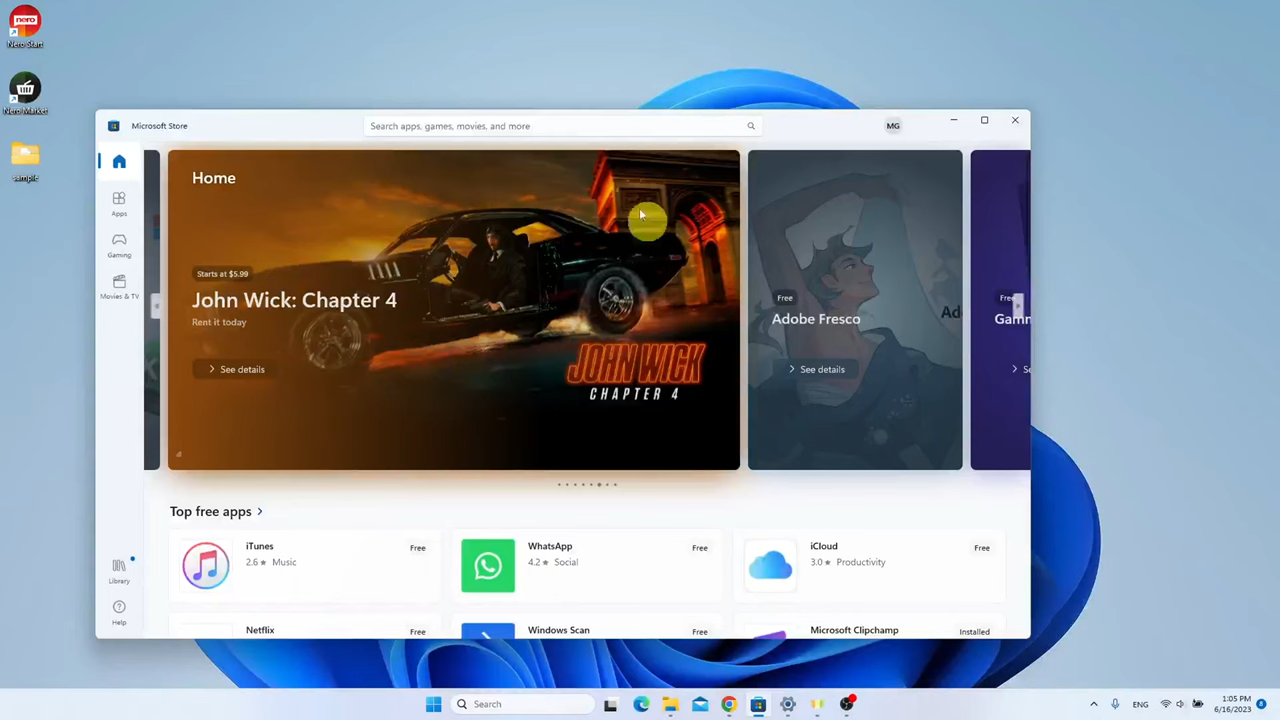 nero
Nero Start
Nero Market
sample
Microsoft Store
Search apps, games, movies, and more
MG
Home
Apps
Gaming
Movies & TV
Library
Help
Starts at $5.99
John Wick: Chapter 4
Rent it today
See details
JOHN WICK
CHAPTER 4
Free
Adobe Fresco
See details
Top free apps
iTunes
Free
2.6 ★ Music
WhatsApp
Free
4.2 ★ Social
iCloud
Free
3.0 ★ Productivity
Netflix
Free
Windows Scan
Free
Microsoft Clipchamp
Installed
Search
ENG
1:05 PM
6/16/2023